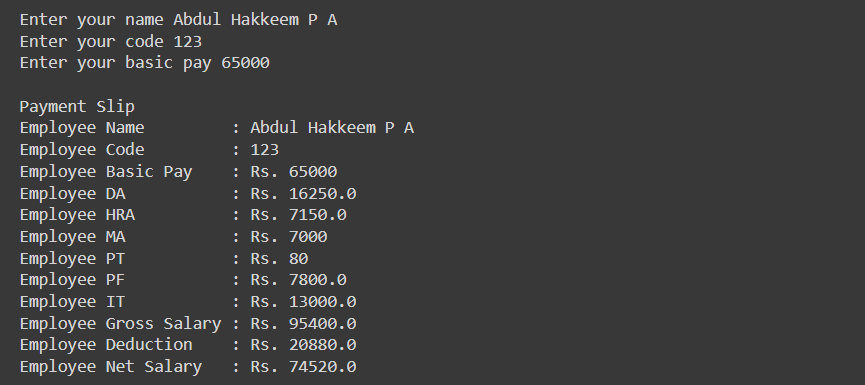 Enter your name Abdul Hakkeem P A
Enter your code 123
Enter your basic pay 65000
Payment Slip
Employee Name         : Abdul Hakkeem P A
Employee Code         : 123
Employee Basic Pay    : Rs. 65000
Employee DA           : Rs. 16250.0
Employee HRA          : Rs. 7150.0
Employee MA           : Rs. 7000
Employee PT           : Rs. 80
Employee PF           : Rs. 7800.0
Employee IT           : Rs. 13000.0
Employee Gross Salary : Rs. 95400.0
Employee Deduction    : Rs. 20880.0
Employee Net Salary   : Rs. 74520.0